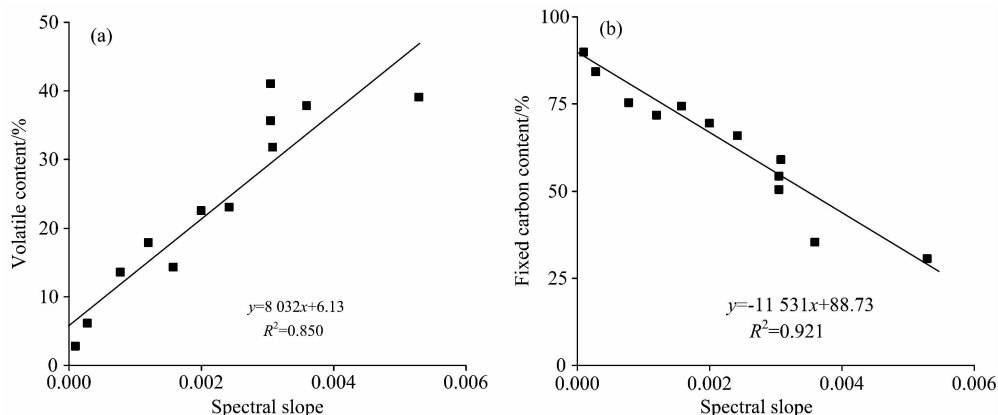 (a)
50
40
30
20
10
0
Volatile content/%
0.000
0.002
0.004
0.006
Spectral slope
y=8 032x+6.13
R²=0.850
(b)
100
75
50
25
0
Fixed carbon content/%
0.000
0.002
0.004
0.006
Spectral slope
y=-11 531x+88.73
R²=0.921